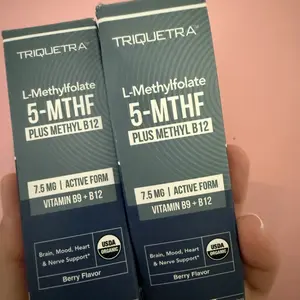 TRIQUETRA
L-Methylfolate
5-MTHF
PLUS METHYL B12
7.5 MG | ACTIVE FORM
VITAMIN B9 + B12
Brain, Mood, Heart
& Nerve Support*
USDA
ORGANIC
Berry Flavor
TRIQUETRA
L-Methylfolate
5-MTHF
PLUS METHYL B12
7.5 MG | ACTIVE FORM
VITAMIN B9 + B12
Brain, Mood, Heart
& Nerve Support*
USDA
ORGANIC
Berry Flavor